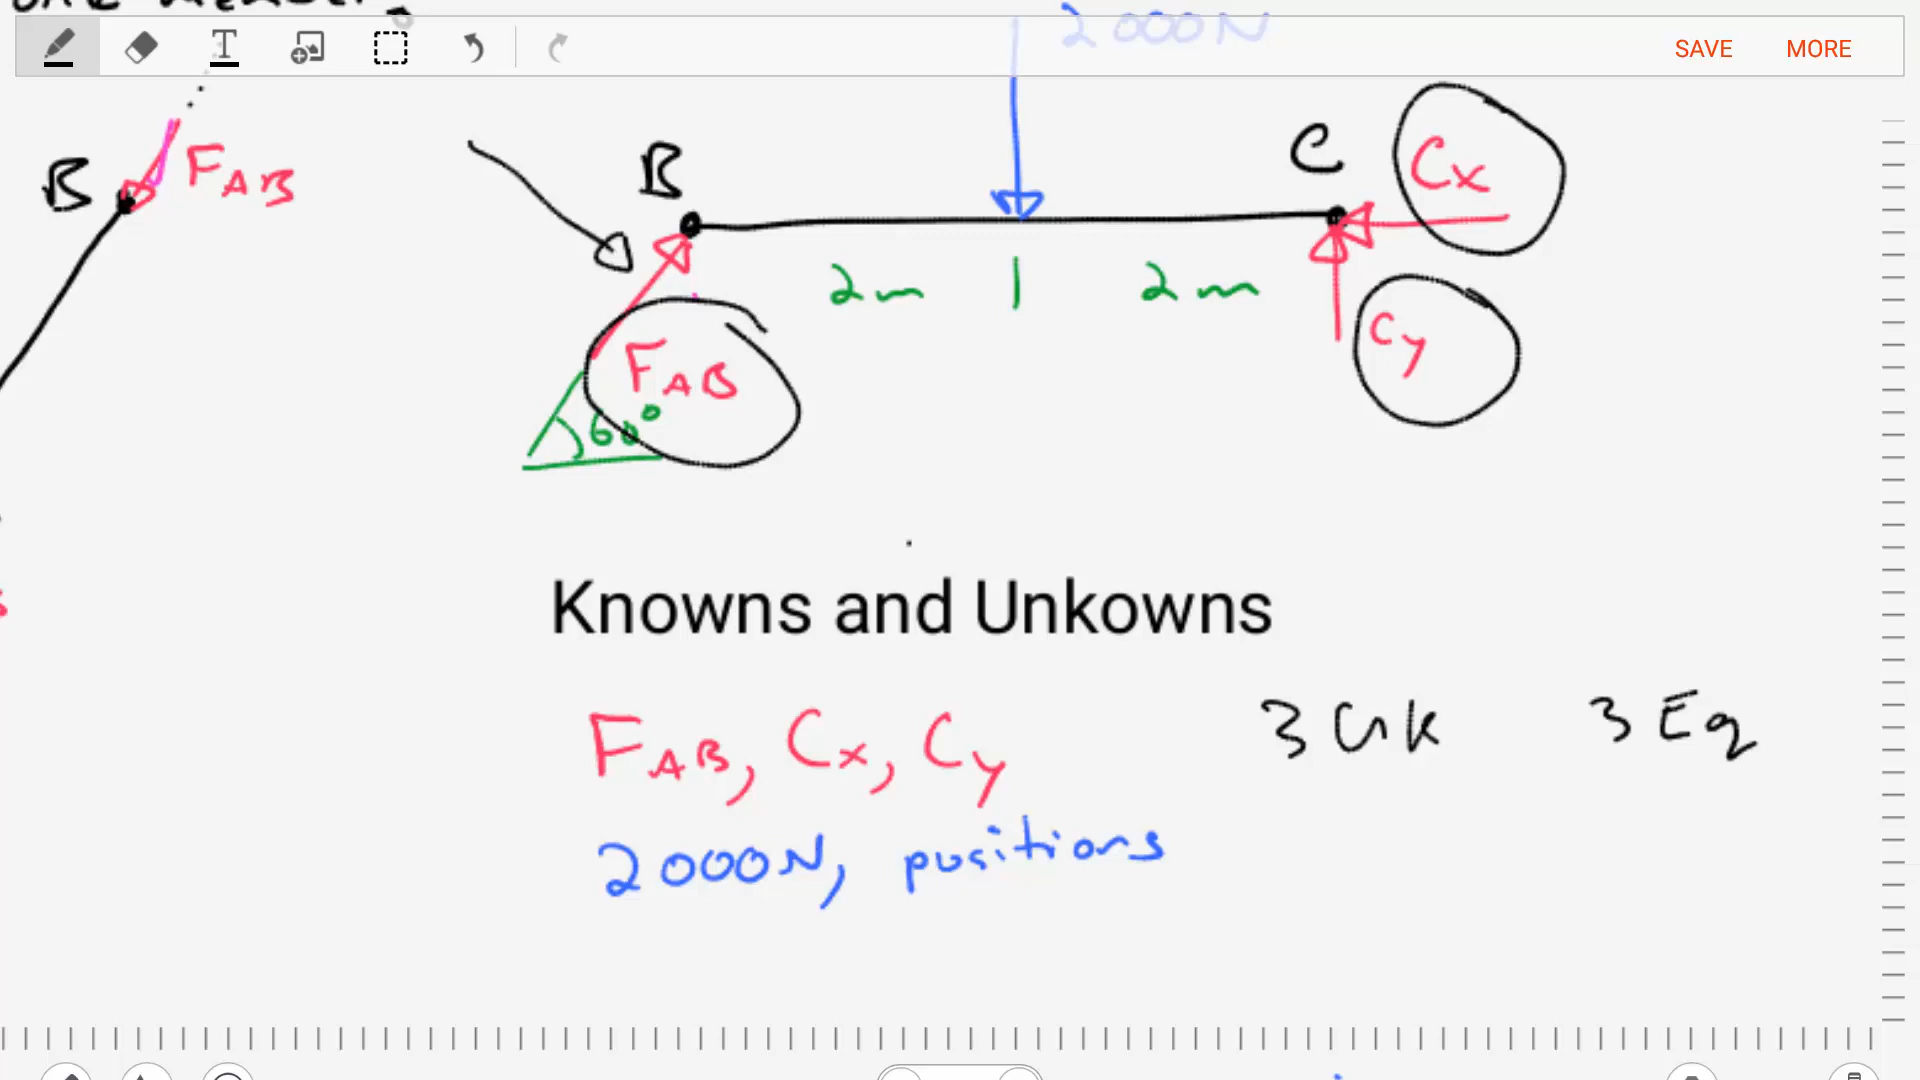 2000N
SAVE MORE
B FAB
B C Cx
2m 2m
FAB Cy
60°
Knowns and Unkowns
FAB, Cx, Cy 3 Unk 3 Eq
2000N, positions